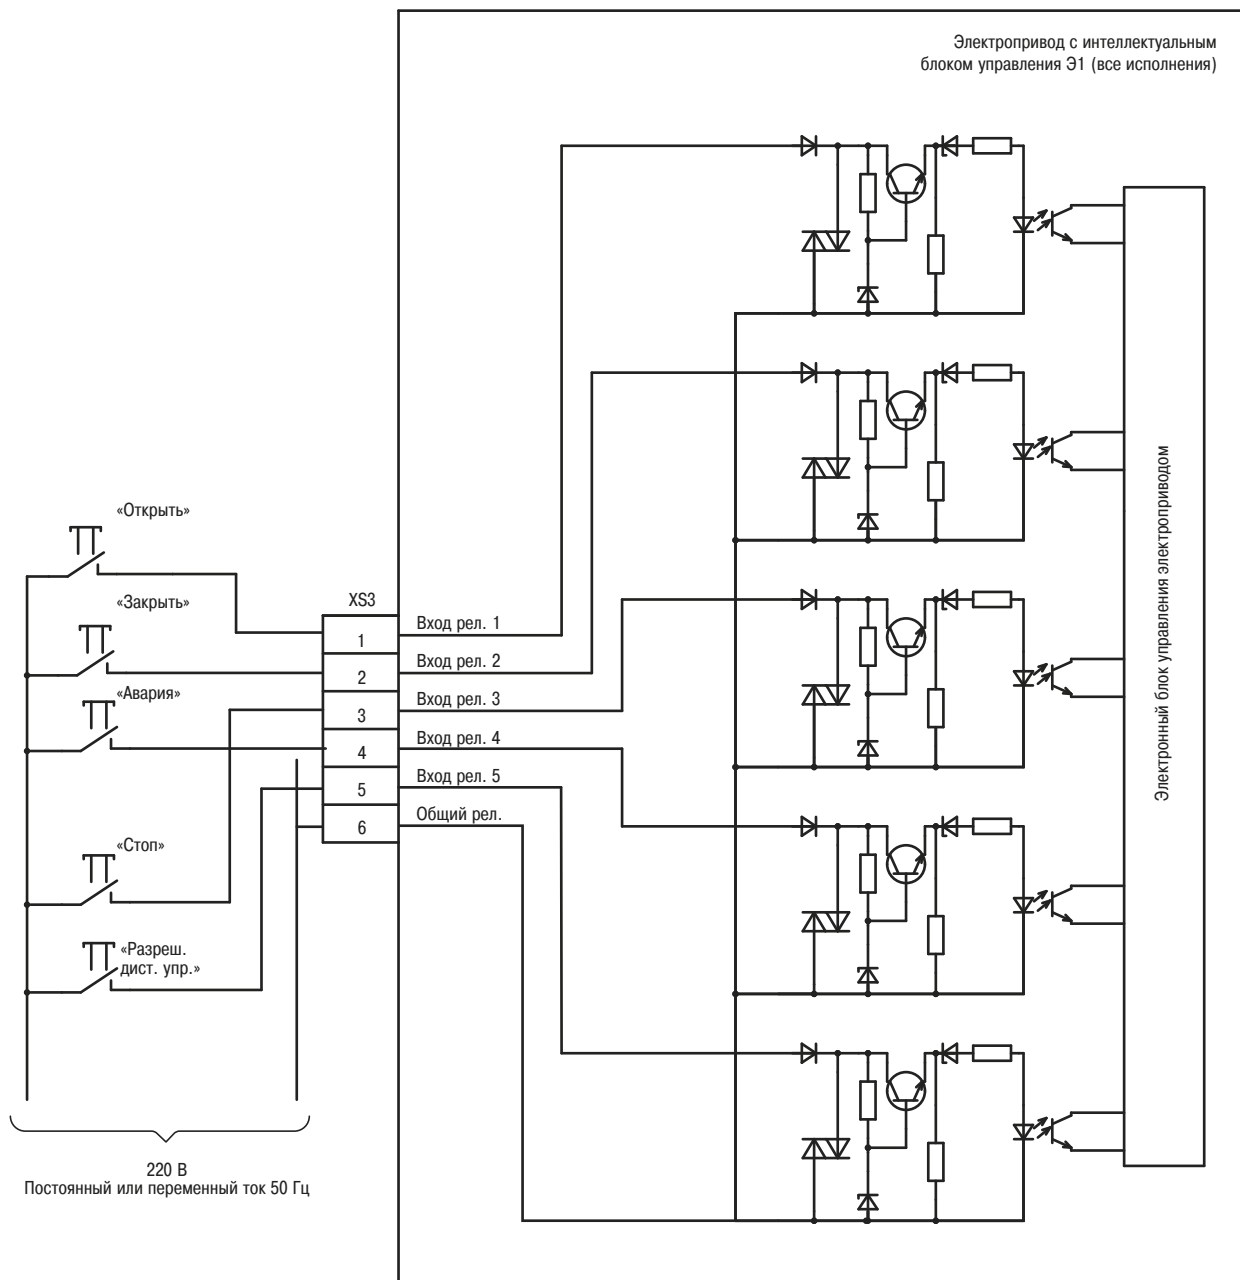 Электропривод с интеллектуальным
блоком управления Э1 (все исполнения)
«Открыть»
«Закрыть»
«Авария»
«Стоп»
«Разреш.
дист. упр.»
XS3
1
2
3
4
5
6
Вход рел. 1
Вход рел. 2
Вход рел. 3
Вход рел. 4
Вход рел. 5
Общий рел.
Электронный блок управления электроприводом
220 В
Постоянный или переменный ток 50 Гц